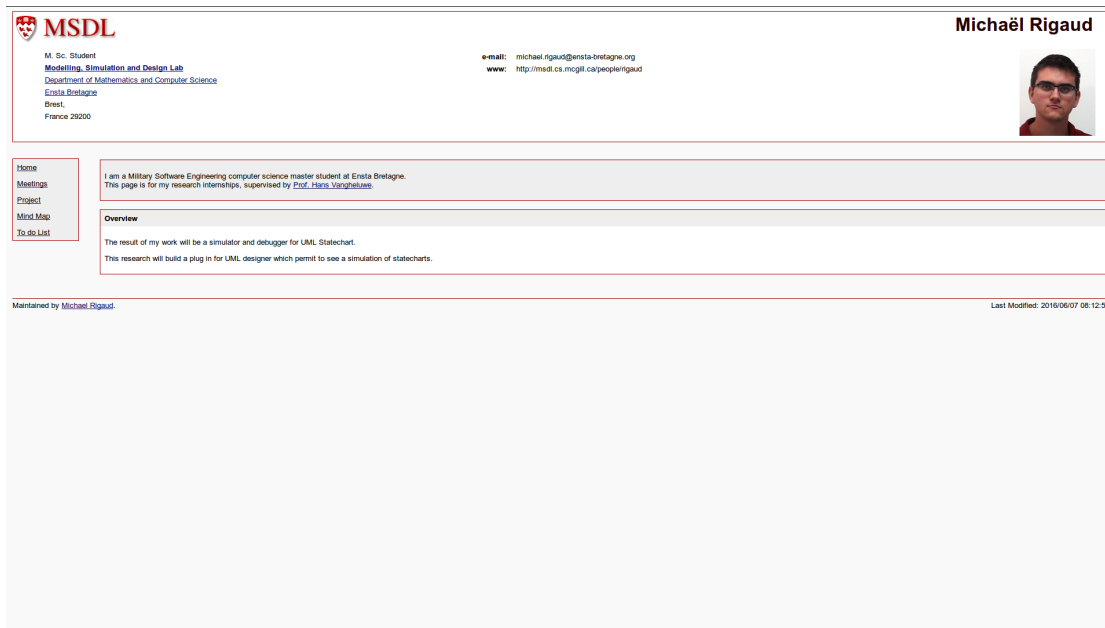 MSDL
Michaël Rigaud
M. Sc. Student
Modelling, Simulation and Design Lab
Department of Mathematics and Computer Science
Ensta Bretagne
Brest,
France 29200
e-mail: michael.rigaud@ensta-bretagne.org
www: http://msdl.cs.mcgill.ca/people/rigaud
Home
Meetings
Project
Mind Map
To do List
I am a Military Software Engineering computer science master student at Ensta Bretagne.
This page is for my research internships, supervised by Prof. Hans Vangheluwe.
Overview
The result of my work will be a simulator and debugger for UML Statechart.
This research will build a plug in for UML designer which permit to see a simulation of statecharts.
Maintained by Michael Rigaud.
Last Modified: 2016/06/07 08:12:5